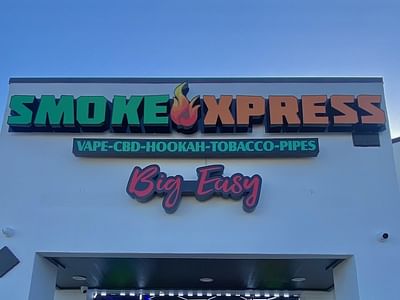 SMOKE XPRESS
VAPE-CBD-HOOKAH-TOBACCO-PIPES
Big Easy